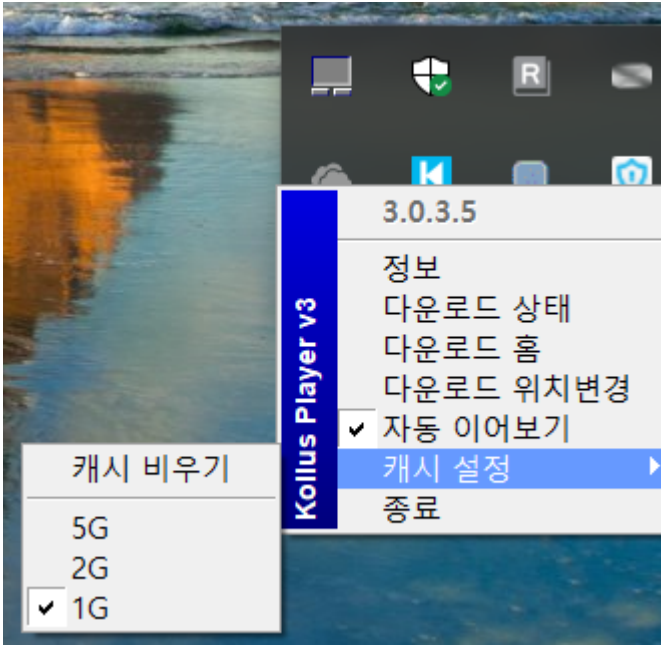 R
3.0.3.5
Kollus Player v3
정보
다운로드 상태
다운로드 홈
다운로드 위치변경
자동 이어보기
캐시 설정
종료
캐시 비우기
5G
2G
1G